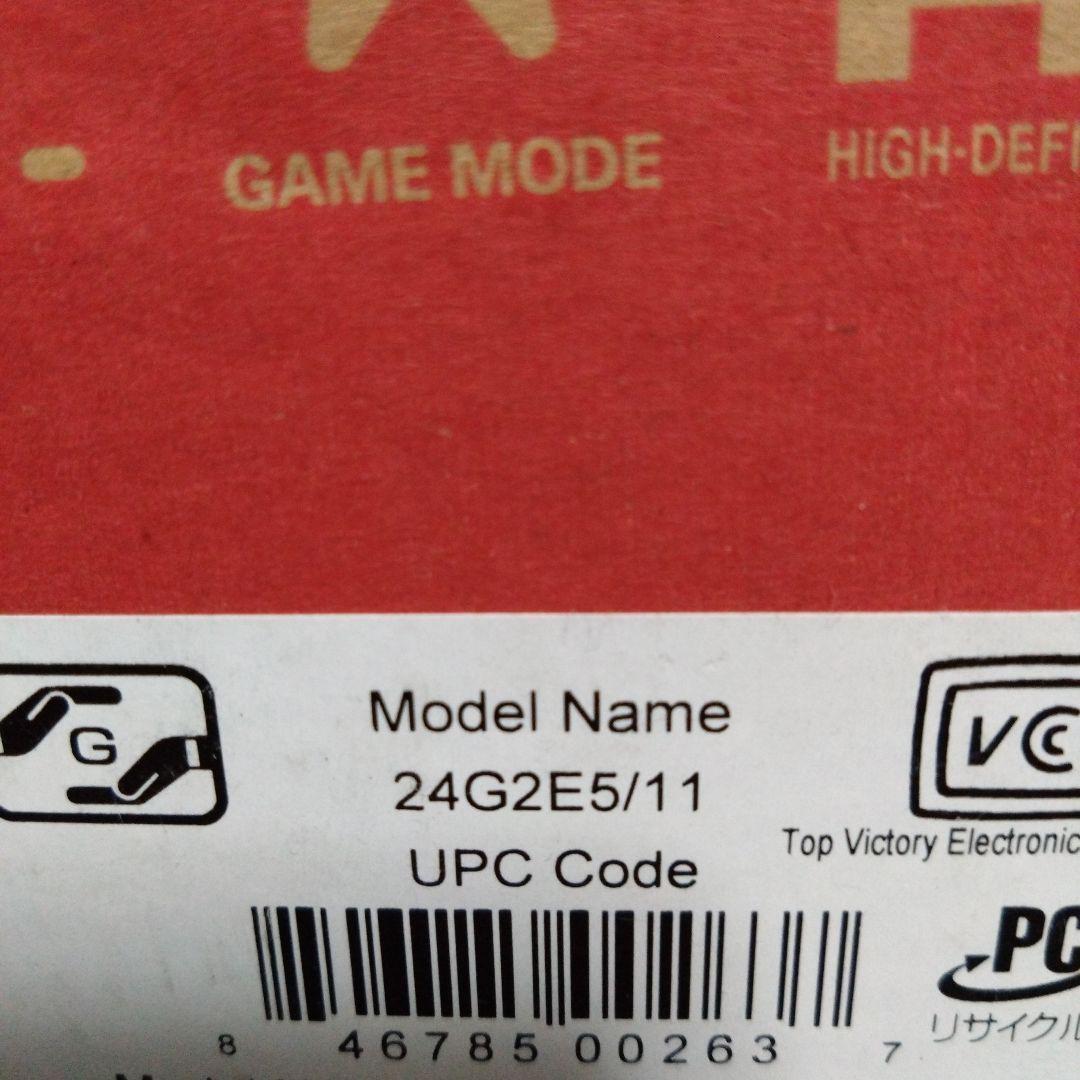 GAME MODE
HIGH-DEFI
G
Model Name
24G2E5/11
VCC
Top Victory Electronic
UPC Code
PC
リサイクル
8 46785 00263 7